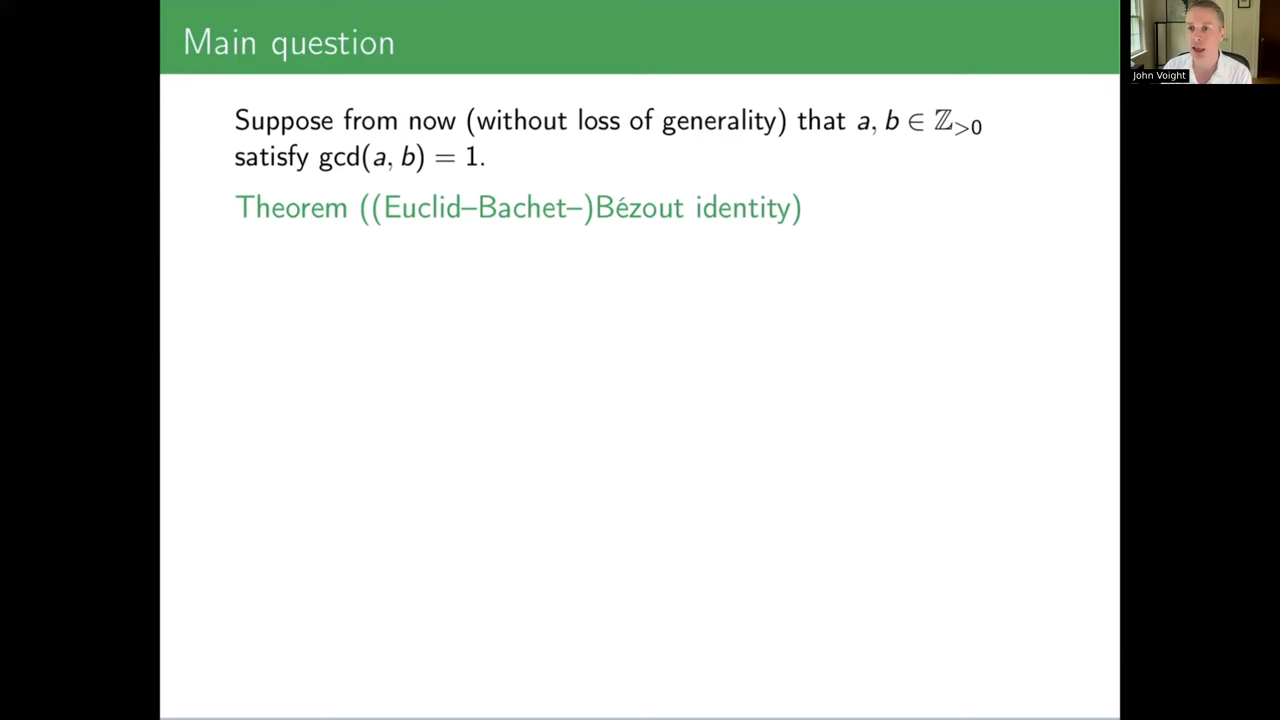 Main question
John Voight
Suppose from now (without loss of generality) that a, b ∈ ℤ>0
satisfy gcd(a, b) = 1.
Theorem ((Euclid–Bachet–)Bézout identity)